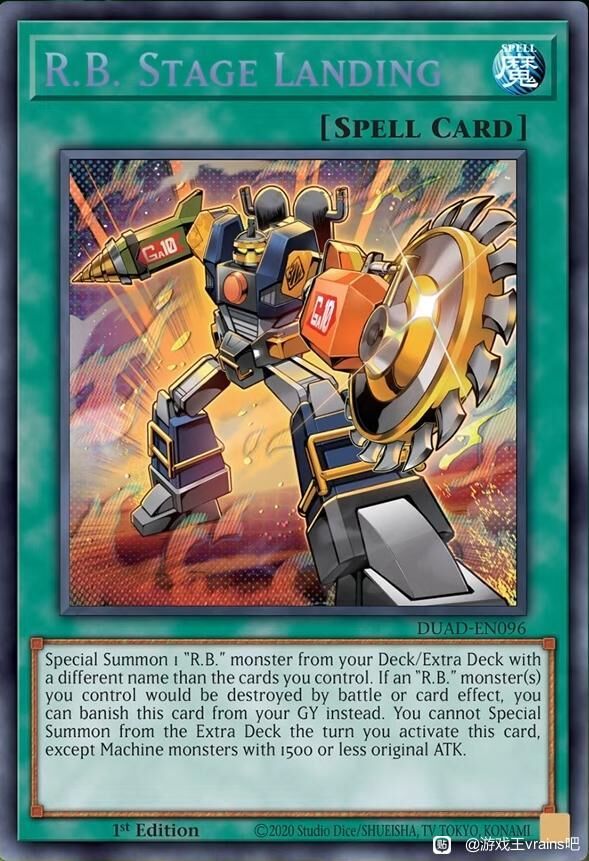 R.B. STAGE LANDING
SPELL
魔
[SPELL CARD]
GA10
GA10
DUAD-EN096
Special Summon 1 "R.B." monster from your Deck/Extra Deck with
a different name than the cards you control. If an "R.B." monster(s)
you control would be destroyed by battle or card effect, you
can banish this card from your GY instead. You cannot Special
Summon from the Extra Deck the turn you activate this card,
except Machine monsters with 1500 or less original ATK.
1st Edition
©2020 Studio Dice/SHUEISHA, TV TOKYO, KONAMI
贴 @游戏王vrains吧